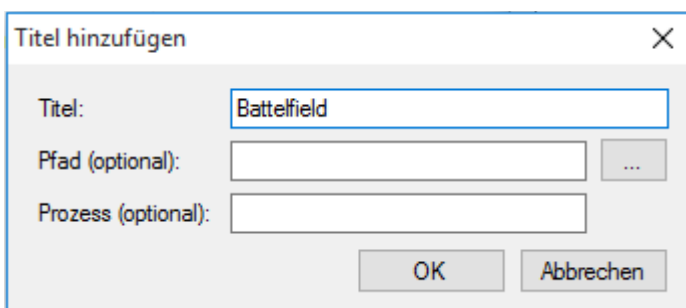 Titel hinzufügen
Titel: Battelfield
Pfad (optional): ...
Prozess (optional):
OK Abbrechen